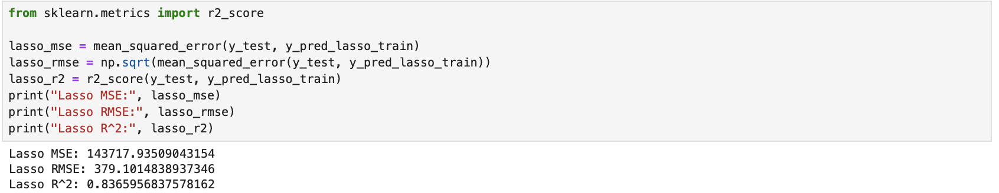 from sklearn.metrics import r2_score
lasso_mse = mean_squared_error(y_test, y_pred_lasso_train)
lasso_rmse = np.sqrt(mean_squared_error(y_test, y_pred_lasso_train))
lasso_r2 = r2_score(y_test, y_pred_lasso_train)
print("Lasso MSE:", lasso_mse)
print("Lasso RMSE:", lasso_rmse)
print("Lasso R^2:", lasso_r2)
Lasso MSE: 143717.93509043154
Lasso RMSE: 379.1014838937346
Lasso R^2: 0.8365956837578162